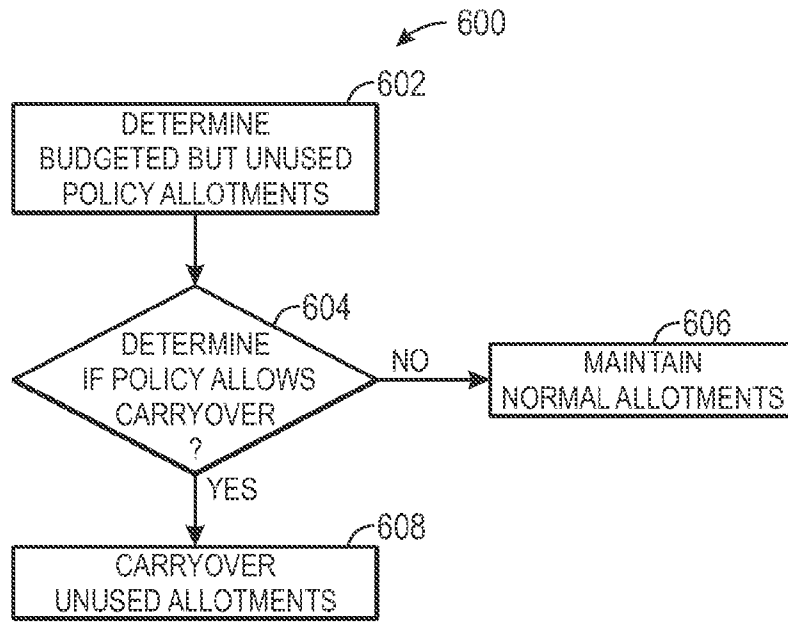 600
602
DETERMINE
BUDGETED BUT UNUSED
POLICY ALLOTMENTS
604
DETERMINE
IF POLICY ALLOWS
CARRYOVER
?
NO
606
MAINTAIN
NORMAL ALLOTMENTS
YES
608
CARRYOVER
UNUSED ALLOTMENTS